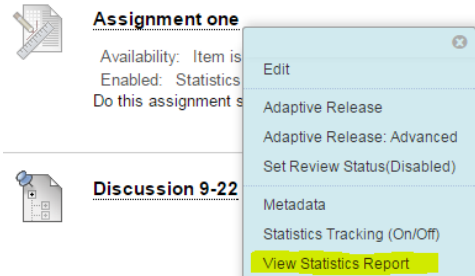 Assignment one
Availability: Item is
Enabled: Statistics
Do this assignment s
Discussion 9-22
Edit
Adaptive Release
Adaptive Release: Advanced
Set Review Status(Disabled)
Metadata
Statistics Tracking (On/Off)
View Statistics Report